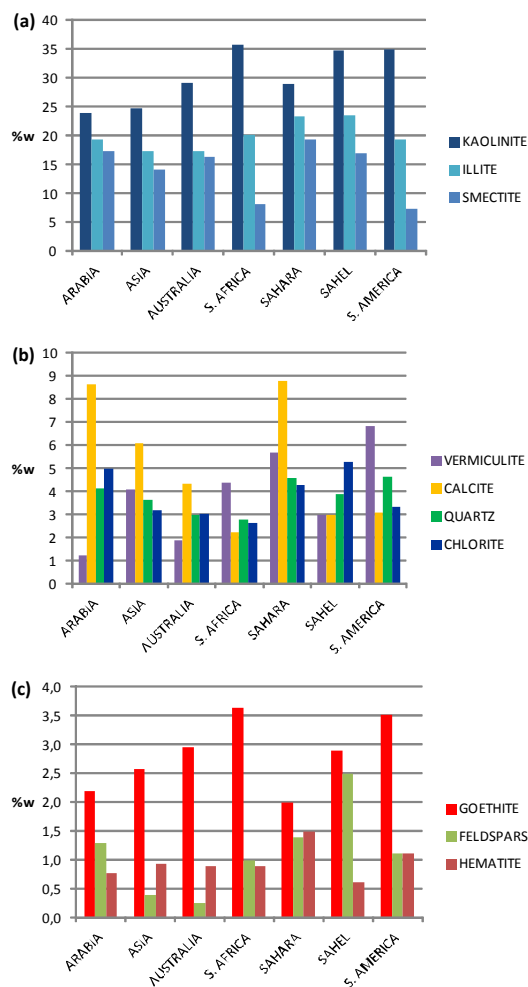 (a)
40
35
30
25
20
15
10
5
0
%w
KAOLINITE
ILLITE
SMECTITE
ARABIA
ASIA
AUSTRALIA
S. AFRICA
SAHARA
SAHEL
S. AMERICA
(b)
10
9
8
7
6
5
4
3
2
1
0
%w
VERMICULITE
CALCITE
QUARTZ
CHLORITE
ARABIA
ASIA
AUSTRALIA
S. AFRICA
SAHARA
SAHEL
S. AMERICA
(c)
4,0
3,5
3,0
2,5
2,0
1,5
1,0
0,5
0,0
%w
GOETHITE
FELDSPARS
HEMATITE
ARABIA
ASIA
AUSTRALIA
S. AFRICA
SAHARA
SAHEL
S. AMERICA